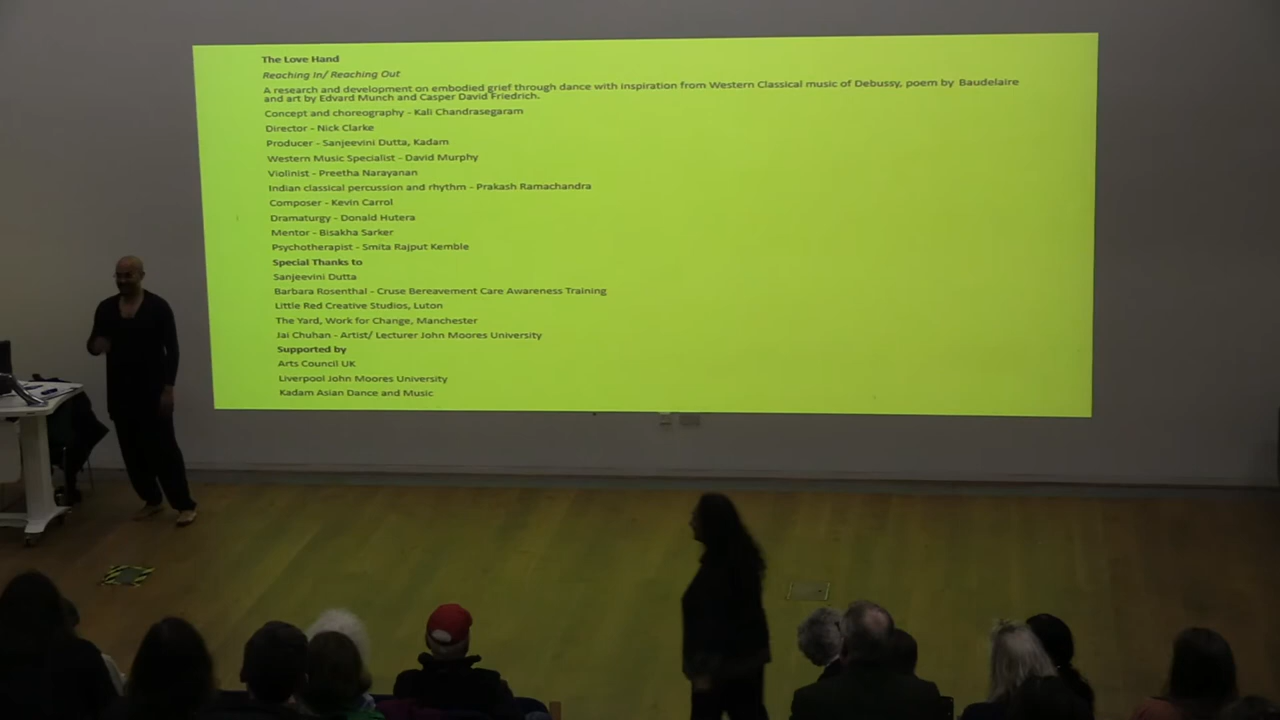 The Love Hand
Reaching In/ Reaching Out
A research and development on embodied grief through dance with inspiration from Western Classical music of Debussy, poem by Baudelaire
and art by Edvard Munch and Casper David Friedrich.
Concept and choreography - Kali Chandrasegaram
Director - Nick Clarke
Producer - Sanjeevini Dutta, Kadam
Western Music Specialist - David Murphy
Violinist - Preetha Narayanan
Indian classical percussion and rhythm - Prakash Ramachandra
Composer - Kevin Carrol
Dramaturgy - Donald Hutera
Mentor - Bisakha Sarker
Psychotherapist - Smita Rajput Kemble
Special Thanks to
Sanjeevini Dutta
Barbara Rosenthal - Cruse Bereavement Care Awareness Training
Little Red Creative Studios, Luton
The Yard, Work for Change, Manchester
Jai Chuhan - Artist/ Lecturer John Moores University
Supported by
Arts Council UK
Liverpool John Moores University
Kadam Asian Dance and Music